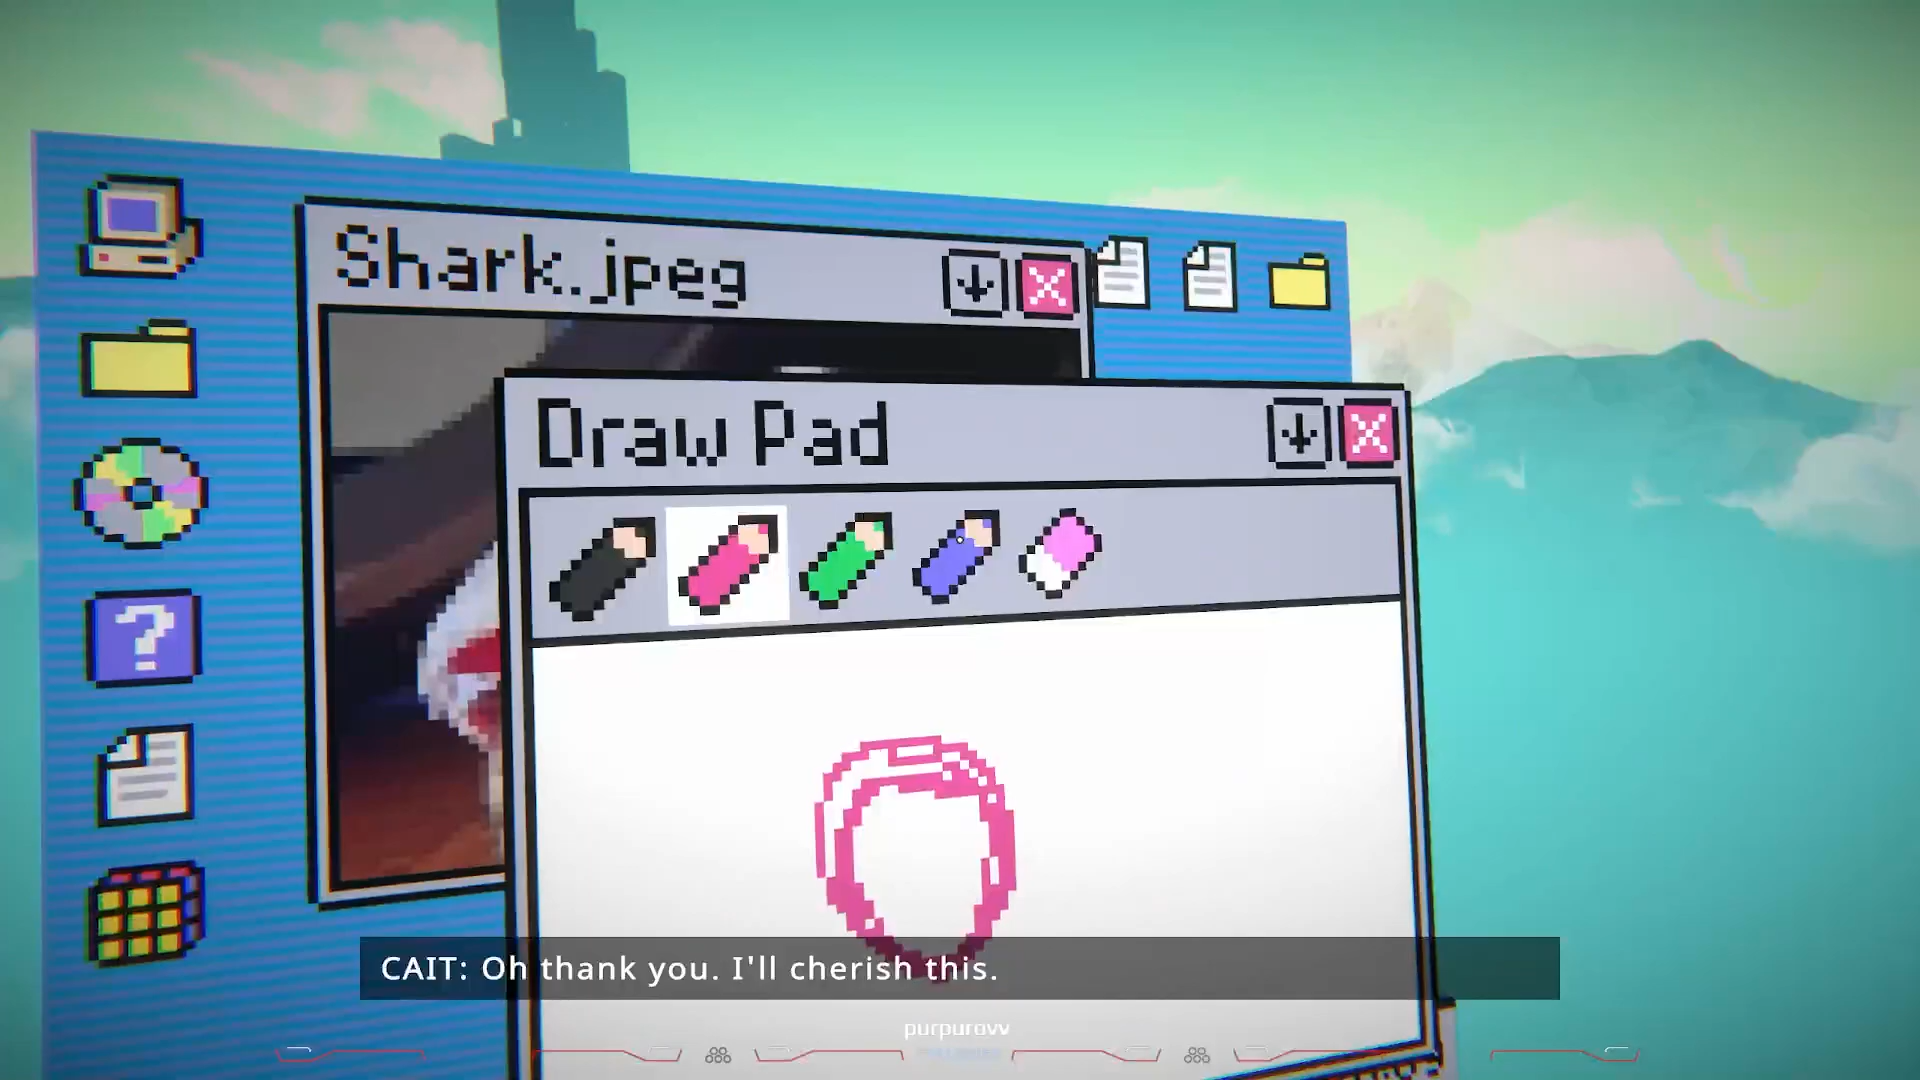 Shark.jpeg
Draw Pad
?
CAIT: Oh thank you. I'll cherish this.
purpurovv